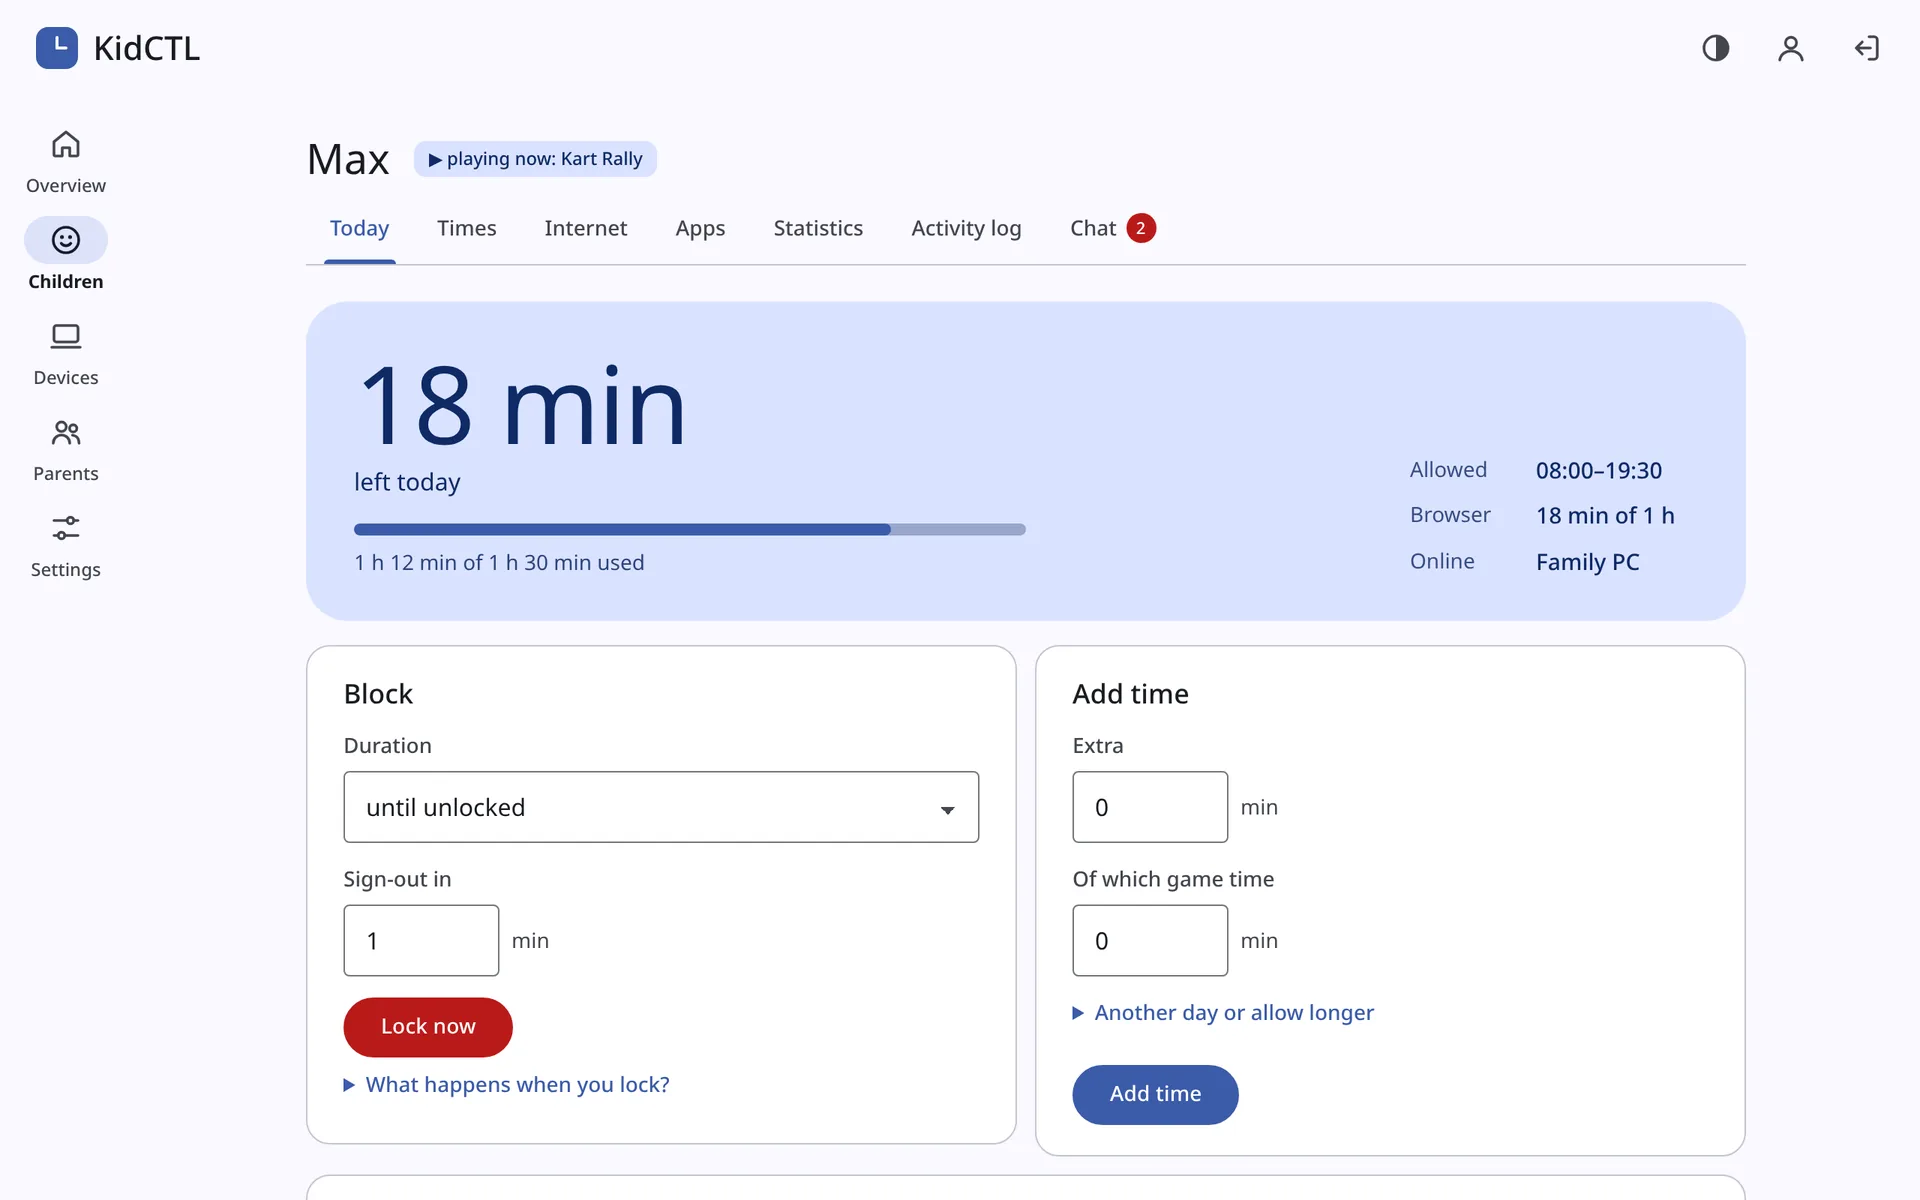 KidCTL
Overview
Children
Devices
Parents
Settings
Max
▶ playing now: Kart Rally
Today Times Internet Apps Statistics Activity log Chat 2
18 min
left today
1 h 12 min of 1 h 30 min used
Allowed 08:00–19:30
Browser 18 min of 1 h
Online Family PC
Block
Duration
until unlocked
Sign-out in
1 min
Lock now
▶ What happens when you lock?
Add time
Extra
0 min
Of which game time
0 min
▶ Another day or allow longer
Add time